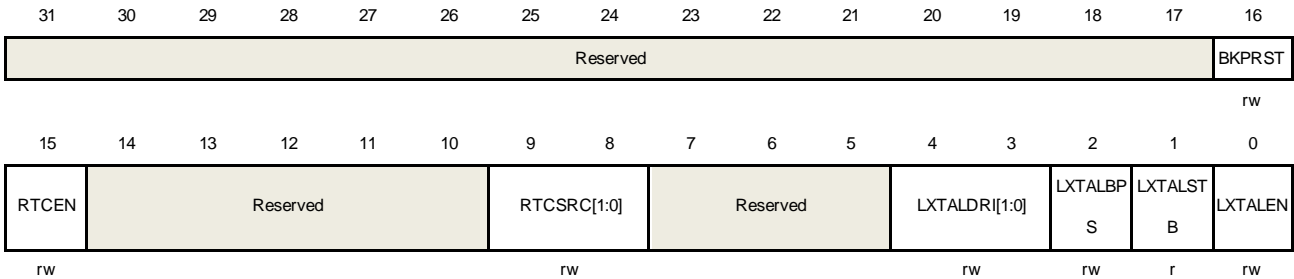 31 30 29 28 27 26 25 24 23 22 21 20 19 18 17 16
Reserved BKPRST
rw
15 14 13 12 11 10 9 8 7 6 5 4 3 2 1 0
RTCEN Reserved RTCSRC[1:0] Reserved LXTALDRI[1:0] LXTALBP LXTALST LXTALEN
S B
rw rw rw rw r rw